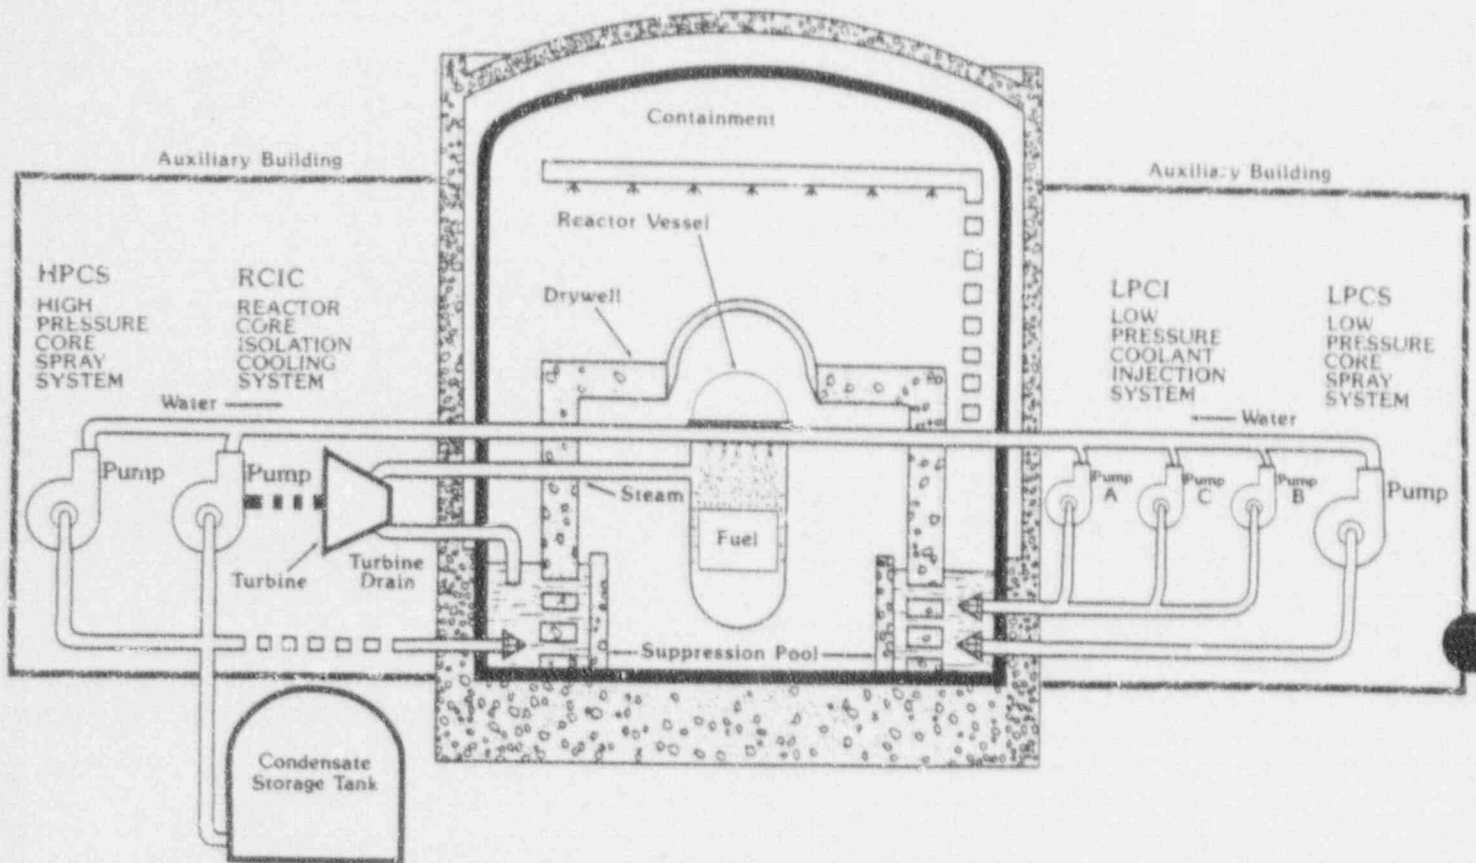 Containment
Auxiliary Building
Auxiliary Building
Reactor Vessel
Drywell
HPCS
HIGH
PRESSURE
CORE
SPRAY
SYSTEM
RCIC
REACTOR
CORE
ISOLATION
COOLING
SYSTEM
LPCI
LOW
PRESSURE
COOLANT
INJECTION
SYSTEM
LPCS
LOW
PRESSURE
CORE
SPRAY
SYSTEM
Water
Water
Pump
Pump
Steam
Pump
A
Pump
C
Pump
B
Pump
Fuel
Turbine
Turbine
Drain
Suppression Pool
Condensate
Storage Tank